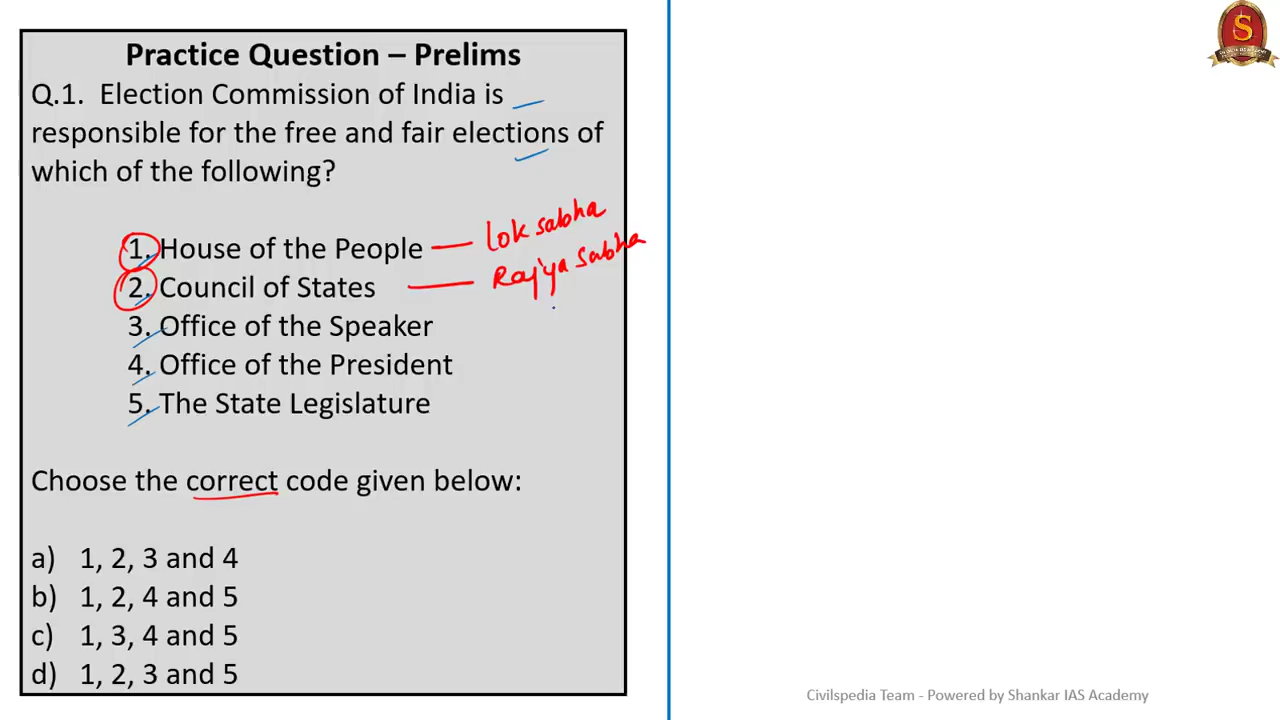 Practice Question – Prelims
Q.1. Election Commission of India is
responsible for the free and fair elections of
which of the following?
1. House of the People — Lok Sabha
2. Council of States — Rajya Sabha
3. Office of the Speaker
4. Office of the President
5. The State Legislature
Choose the correct code given below:
a) 1, 2, 3 and 4
b) 1, 2, 4 and 5
c) 1, 3, 4 and 5
d) 1, 2, 3 and 5
S
Civilspedia Team - Powered by Shankar IAS Academy